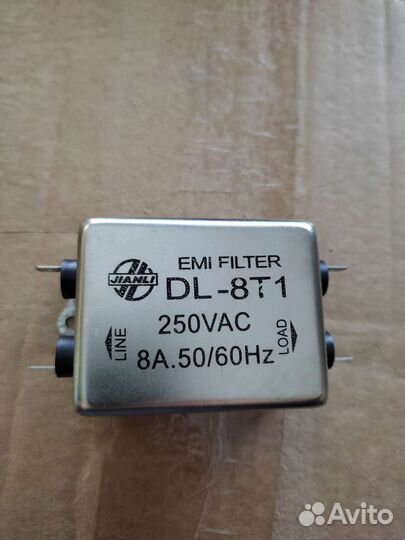 EMI FILTER
JIANLI
DL-8T1
250VAC
LINE
LOAD
8A.50/60Hz
Avito